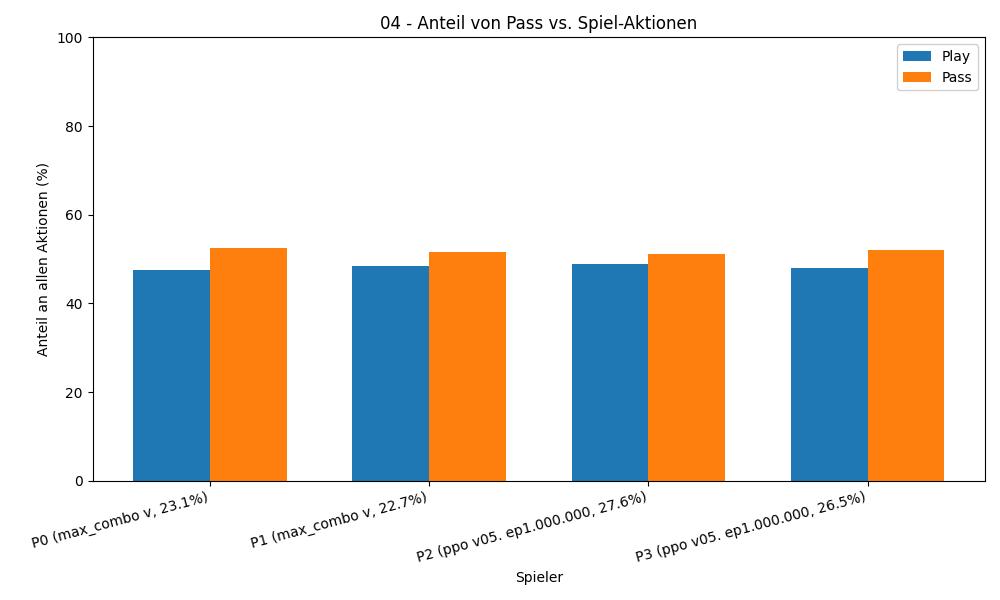 04 - Anteil von Pass vs. Spiel-Aktionen
Play
Pass
Anteil an allen Aktionen (%)
100
80
60
40
20
0
P0 (max_combo v, 23.1%)
P1 (max_combo v, 22.7%)
P2 (ppo v05. ep1.000.000, 27.6%)
P3 (ppo v05. ep1.000.000, 26.5%)
Spieler